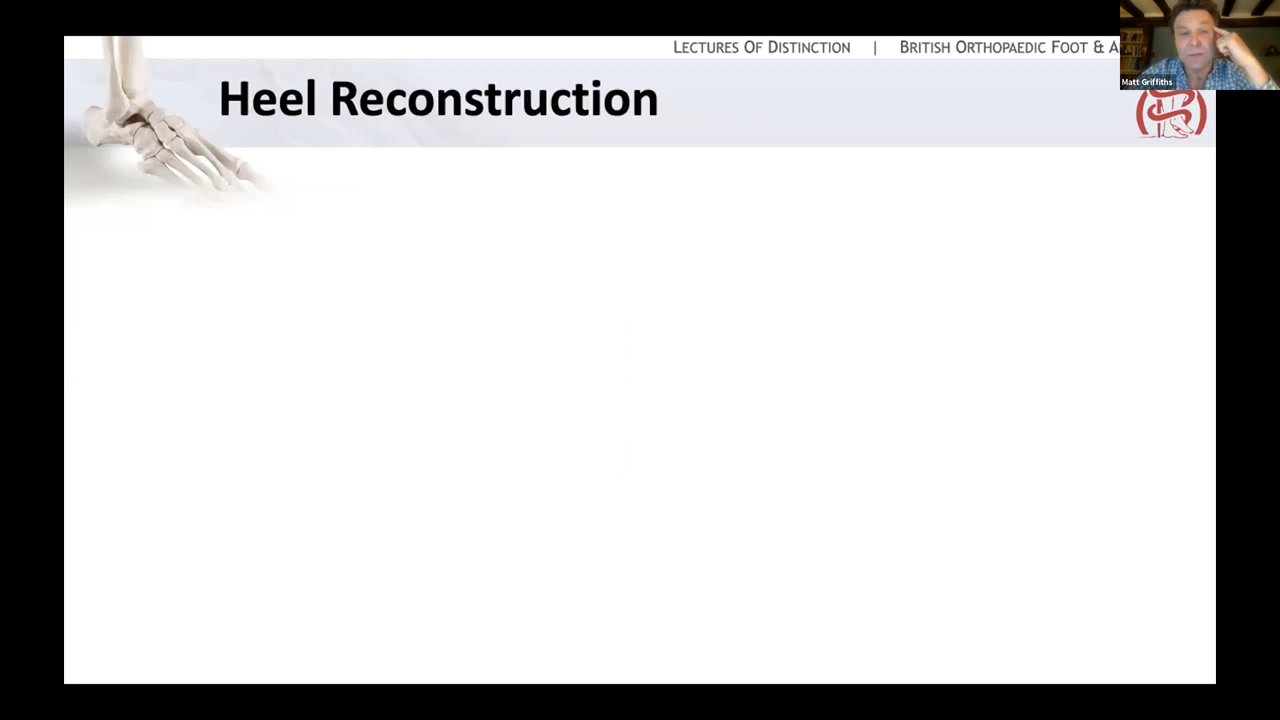 LECTURES OF DISTINCTION | BRITISH ORTHOPAEDIC FOOT &
Matt Griffiths
Heel Reconstruction